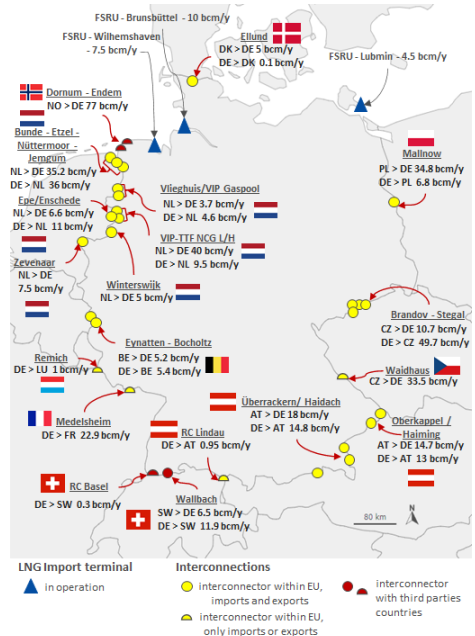 FSRU - Brunsbüttel – 10 bcm/y
FSRU - Wilhemshaven -
7.5 bcm/y
Ellund
DK > DE 5 bcm/y
DE > DK 0.1 bcm/y
FSRU - Lubmin - 4.5 bcm/y
Dornum - Endem
NO > DE 77 bcm/y
Bunde - Etzel -
Nüttermoor -
Jemgum
NL > DE 35.2 bcm/y
DE > NL 36 bcm/y
Mallnow
PL > DE 34.8 bcm/y
DE > PL 6.8 bcm/y
Vlieghuis/VIP Gaspool
NL > DE 3.7 bcm/y
DE > NL 4.6 bcm/y
Epe/Enschede
NL > DE 6.6 bcm/y
DE > NL 11 bcm/y
VIP-TTF NCG L/H
NL > DE 40 bcm/y
DE > NL 9.5 bcm/y
Zevenaar
NL > DE
7.5 bcm/y
Winterswijk
NL > DE 5 bcm/y
Brandov - Stegal
CZ > DE 10.7 bcm/y
DE > CZ 49.7 bcm/y
Eynatten - Bocholtz
BE > DE 5.2 bcm/y
DE > BE 5.4 bcm/y
Remich
DE > LU 1 bcm/y
Waidhaus
CZ > DE 33.5 bcm/y
Medelsheim
DE > FR 22.9 bcm/y
Überrackern/ Haidach
AT > DE 18 bcm/y
DE > AT 14.8 bcm/y
Oberkappel /
Haiming
AT > DE 14.7 bcm/y
DE > AT 13 bcm/y
RC Lindau
DE > AT 0.95 bcm/y
RC Basel
DE > SW 0.3 bcm/y
Wallbach
SW > DE 6.5 bcm/y
DE > SW 11.9 bcm/y
80 km
N
LNG Import terminal
in operation
Interconnections
interconnector within EU,
imports and exports
interconnector within EU,
only imports or exports
interconnector
with third parties
countries